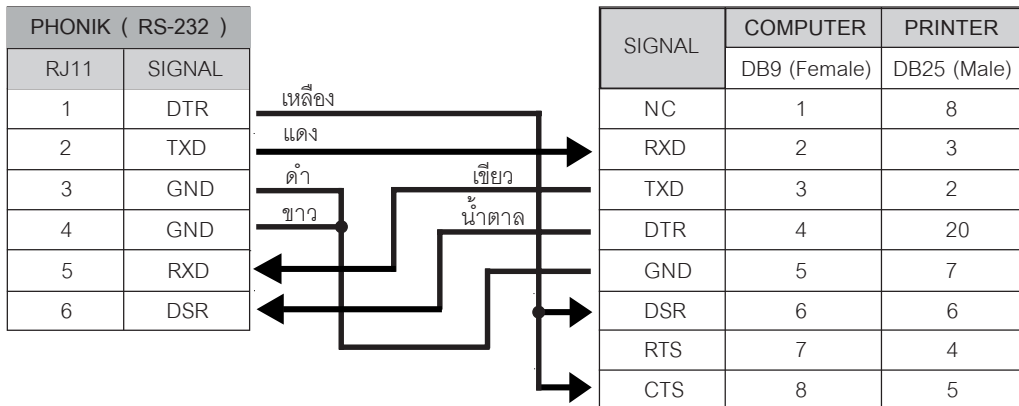 PHONIK ( RS-232 )
RJ11 SIGNAL
1 DTR
2 TXD
3 GND
4 GND
5 RXD
6 DSR
เหลือง
แดง
ดำ
ขาว
เขียว
น้ำตาล
SIGNAL COMPUTER PRINTER
DB9 (Female) DB25 (Male)
NC 1 8
RXD 2 3
TXD 3 2
DTR 4 20
GND 5 7
DSR 6 6
RTS 7 4
CTS 8 5